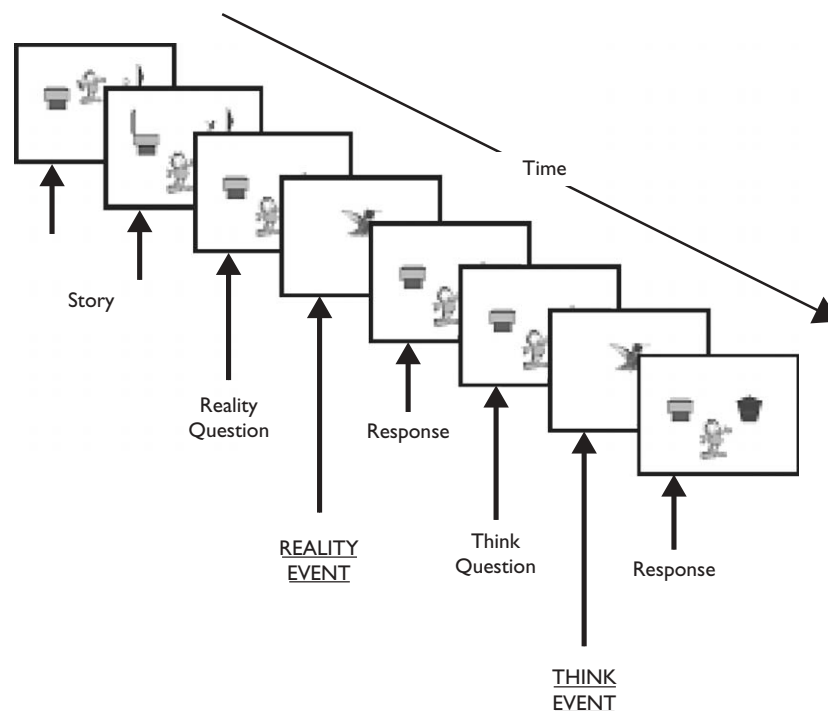 Time
Story
Reality
Question
Response
REALITY
EVENT
Think
Question
Response
THINK
EVENT